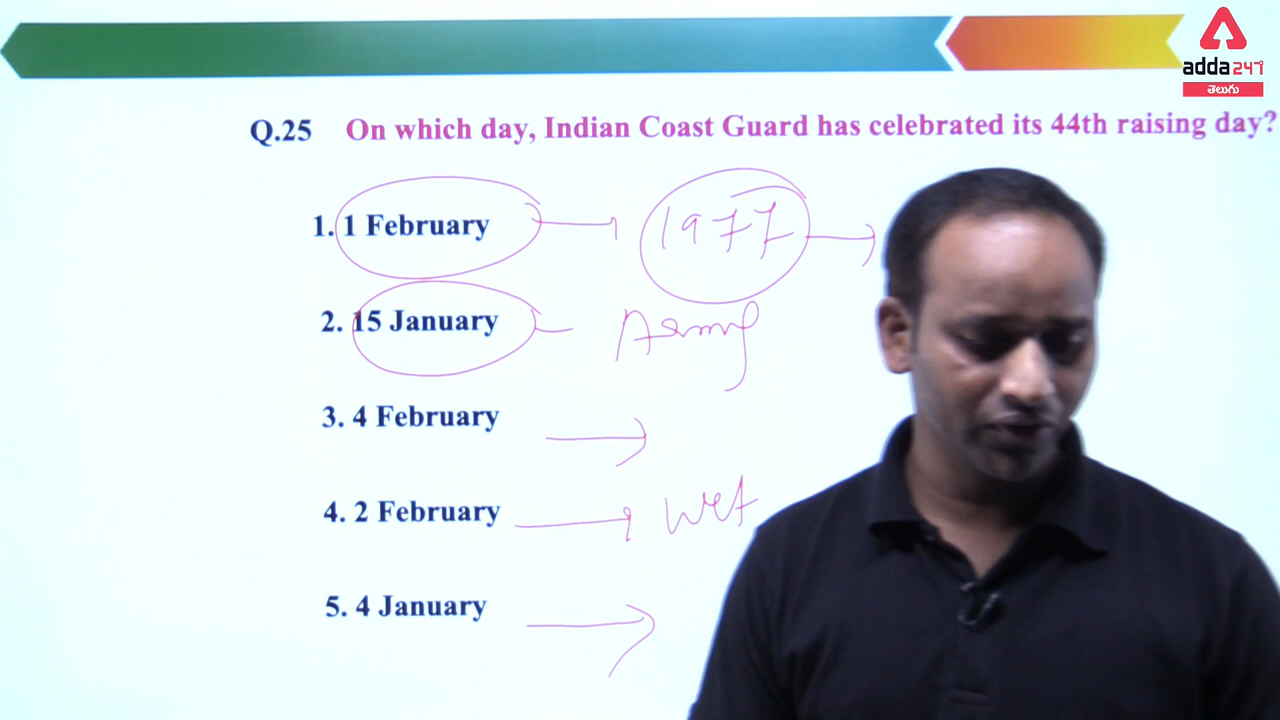 adda247
తెలుగు
Q.25 On which day, Indian Coast Guard has celebrated its 44th raising day?
1. 1 February 1977
2. 15 January Army
3. 4 February
4. 2 February wet
5. 4 January